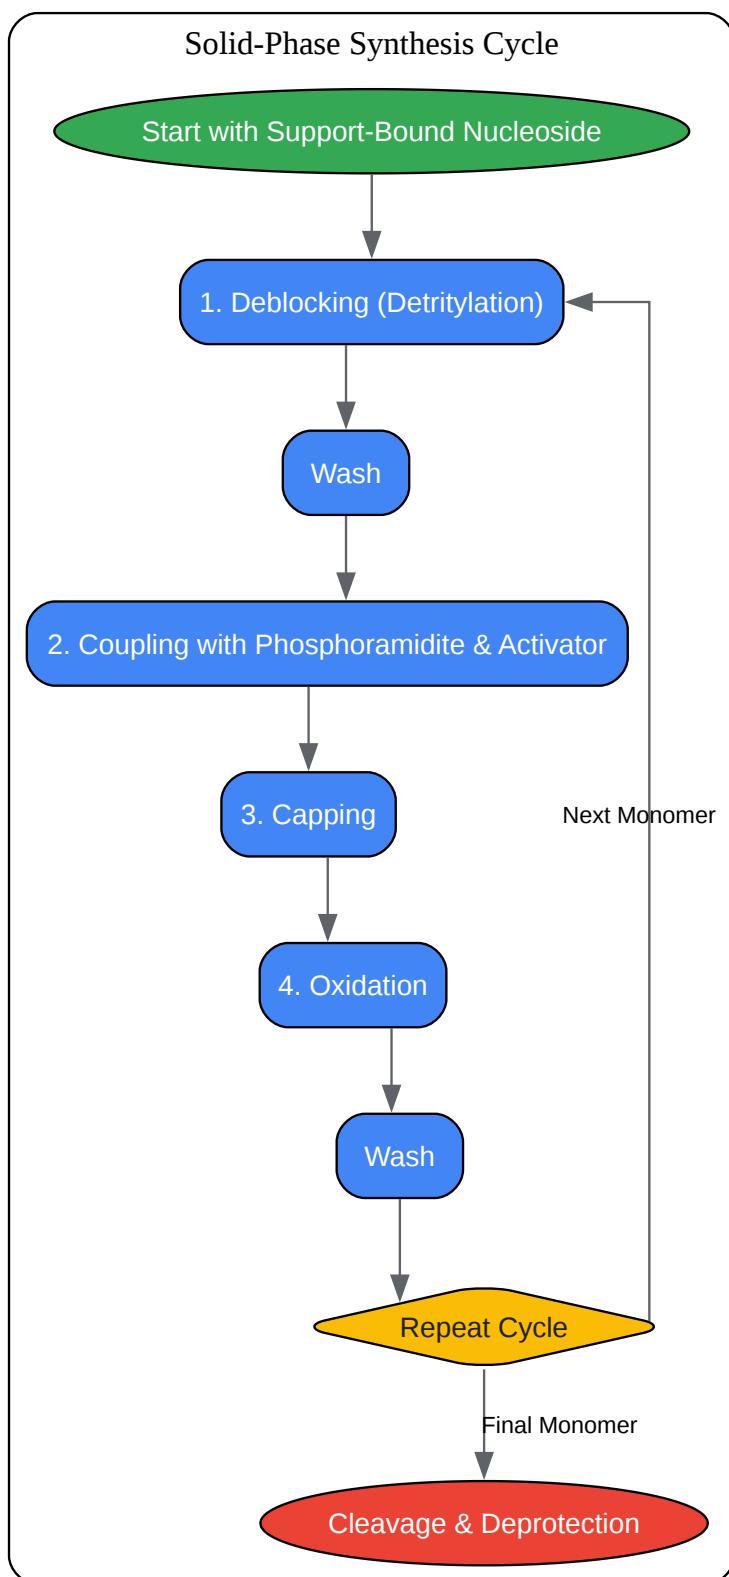 Solid-Phase Synthesis Cycle
Start with Support-Bound Nucleoside
1. Deblocking (Detritylation)
Wash
2. Coupling with Phosphoramidite & Activator
3. Capping
Next Monomer
4. Oxidation
Wash
Repeat Cycle
Final Monomer
Cleavage & Deprotection